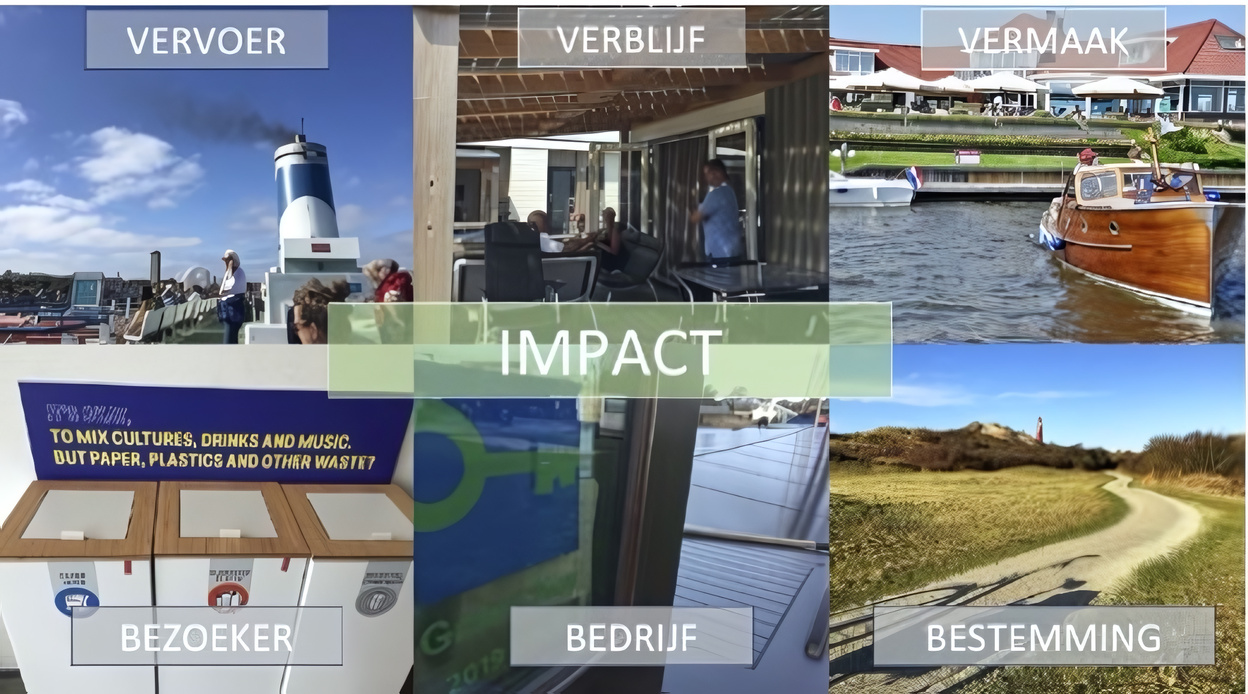 VERVOER
VERBLIJF
VERMAAK
IMPACT
TO MIX CULTURES, DRINKS AND MUSIC.
BUT PAPER, PLASTICS AND OTHER WASTE?
G
2019
BEZOEKER
BEDRIJF
BESTEMMING